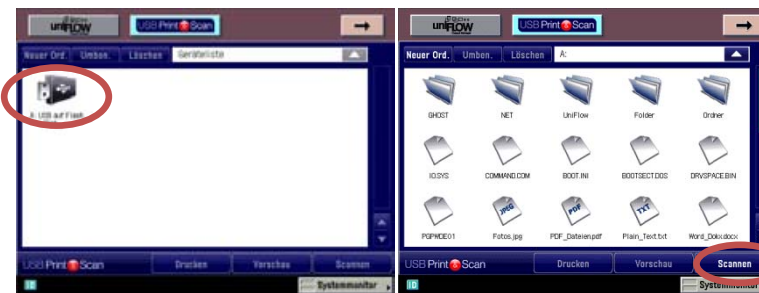 uniFLOW
USB Print Scan
Neuer Ord. Umben. Löschen Geräteliste
A: USB auf Flash
USB Print Scan Drucken Vorschau Scannen
Systemmonitor
uniFLOW
USB Print Scan
Neuer Ord. Umben. Löschen A:
GHOST NET UniFlow Folder Ordner
IO.SYS COMMAND.COM BOOT.INI BOOTSECT.DOS DRVSPACE.BIN
JPEG PDF TXT
PGPWDE01 Fotos.jpg PDF_Dateien.pdf Plain_Text.txt Word_Dokx.docx
USB Print Scan Drucken Vorschau Scannen
Systemmonitor